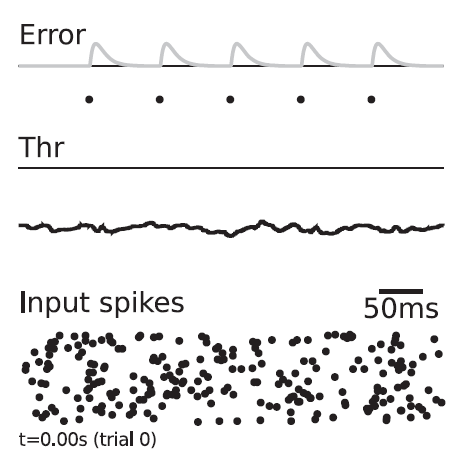 Error
Thr
Input spikes
50ms
t=0.00s (trial 0)